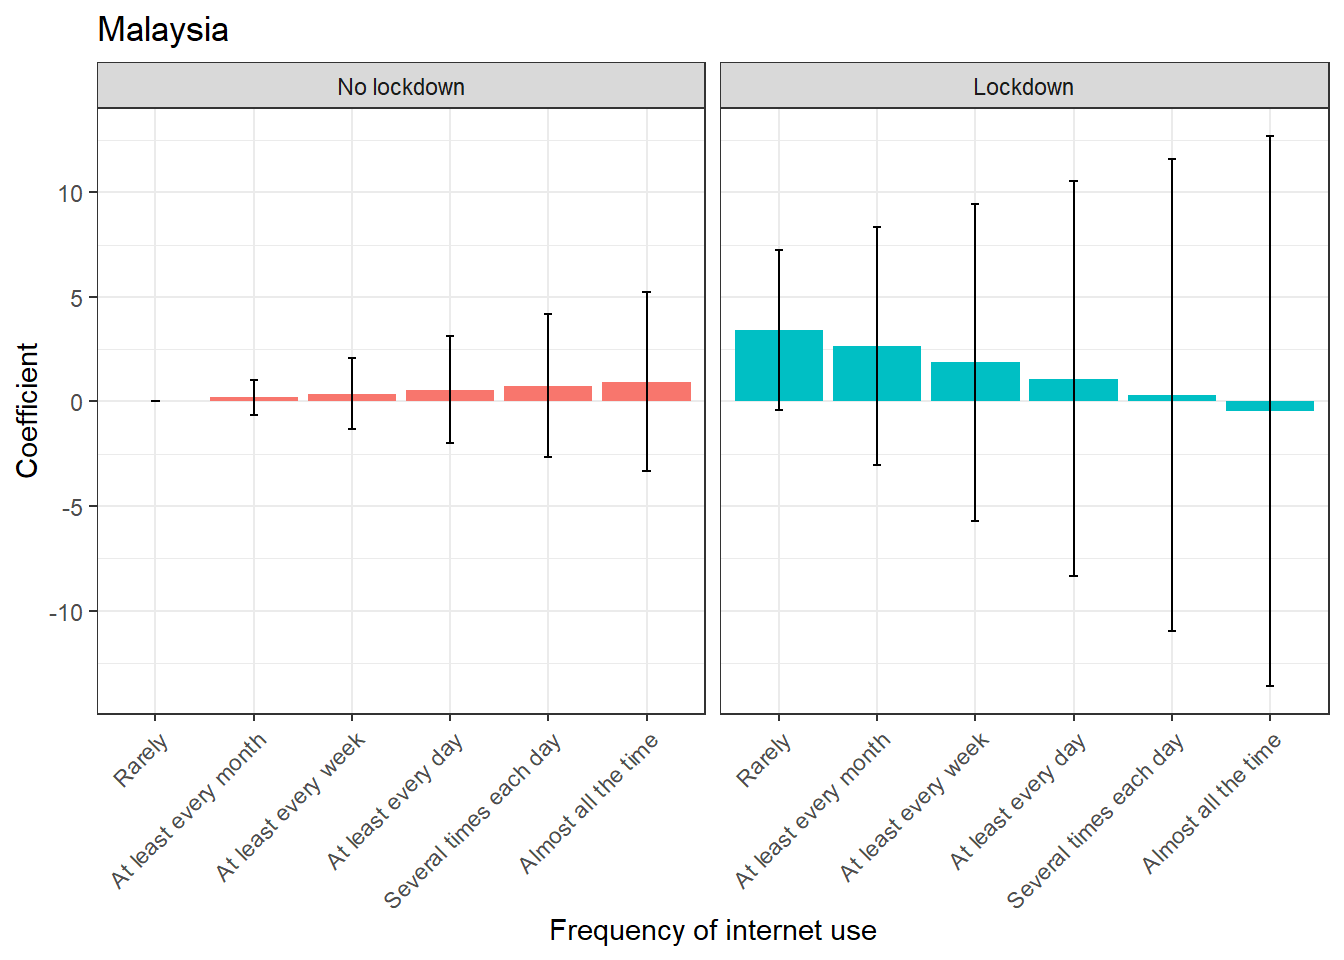 Malaysia
No lockdown
Lockdown
Coefficient
10
5
0
-5
-10
Rarely
At least every month
At least every week
At least every day
Several times each day
Almost all the time
Rarely
At least every month
At least every week
At least every day
Several times each day
Almost all the time
Frequency of internet use